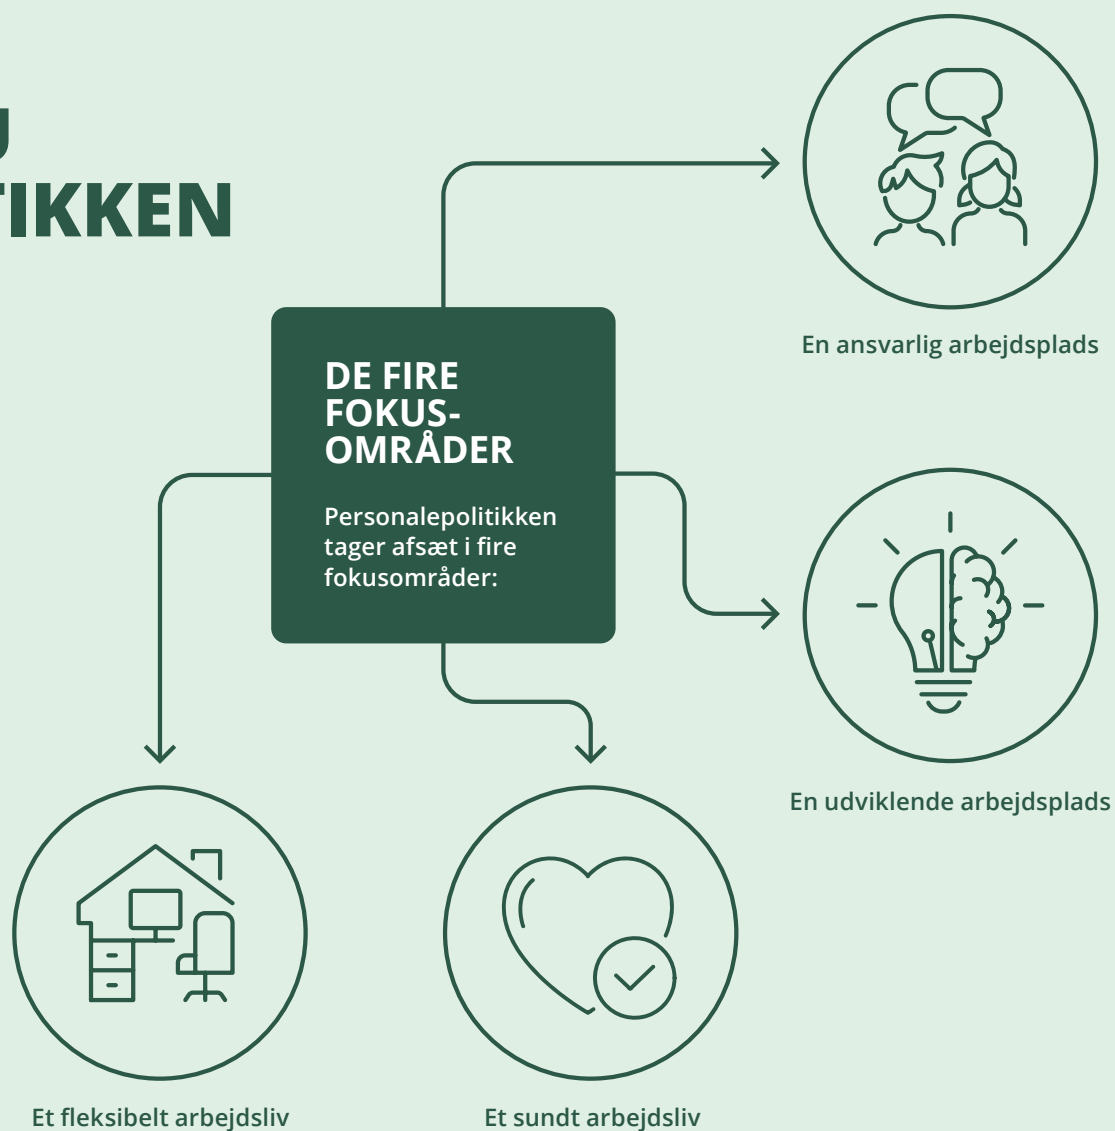 TIKKEN
DE FIRE
FOKUS-
OMRÅDER
Personalepolitikken
tager afsæt i fire
fokusområder:
En ansvarlig arbejdsplads
En udviklende arbejdsplads
Et fleksibelt arbejdsliv
Et sundt arbejdsliv